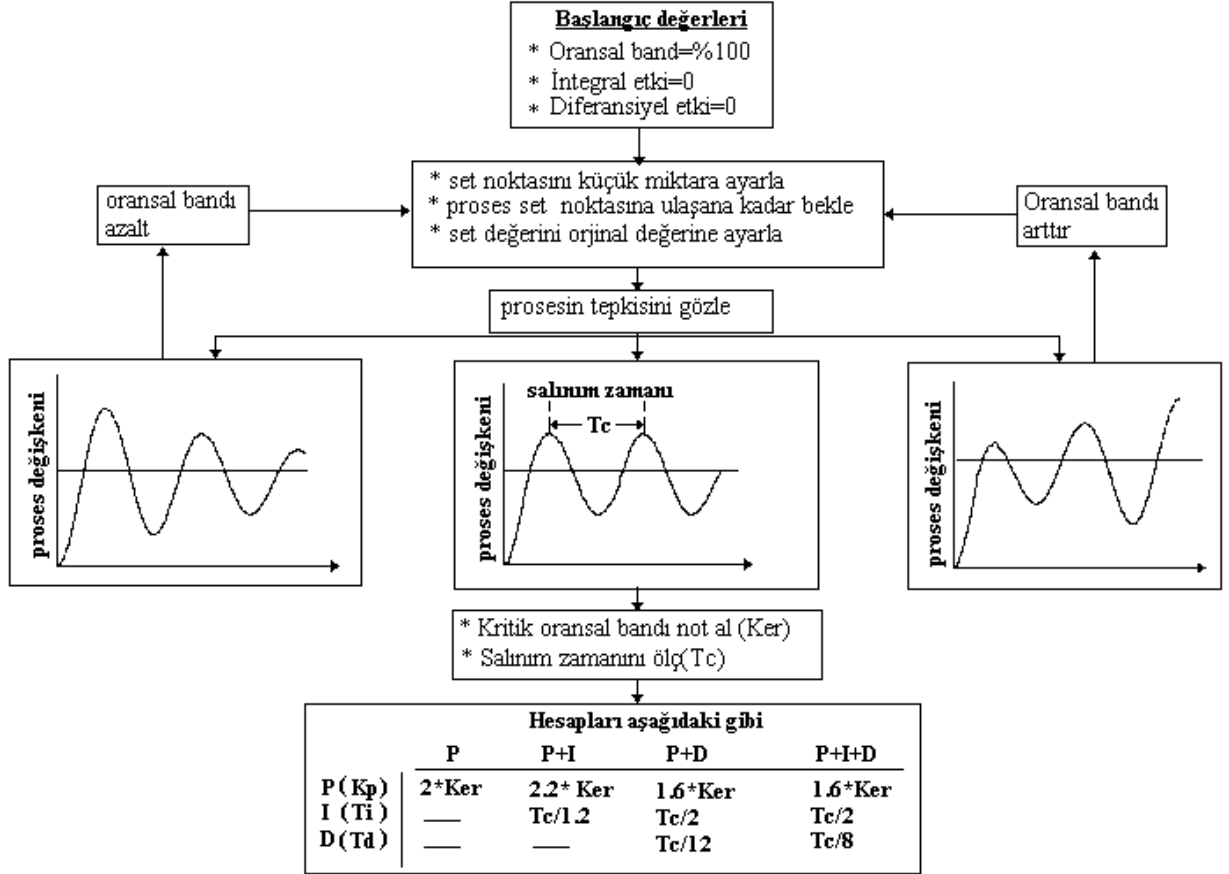 Başlangıç değerleri
* Oransal band=%100
* İntegral etki=0
* Diferansiyel etki=0
* set noktasını küçük miktara ayarla
* proses set noktasına ulaşana kadar bekle
* set değerini orjinal değerine ayarla
oransal bandı
azalt
Oransal bandı
arttır
prosesin tepkisini gözle
proses değişkeni
salınım zamanı
Tc
proses değişkeni
proses değişkeni
* Kritik oransal bandı not al (Ker)
* Salınım zamanını ölç(Tc)
Hesapları aşağıdaki gibi
P P+I P+D P+I+D
P(Kp) 2*Ker 2.2* Ker 1.6*Ker 1.6*Ker
I (Ti) — Tc/1.2 Tc/2 Tc/2
D(Td) — — Tc/12 Tc/8